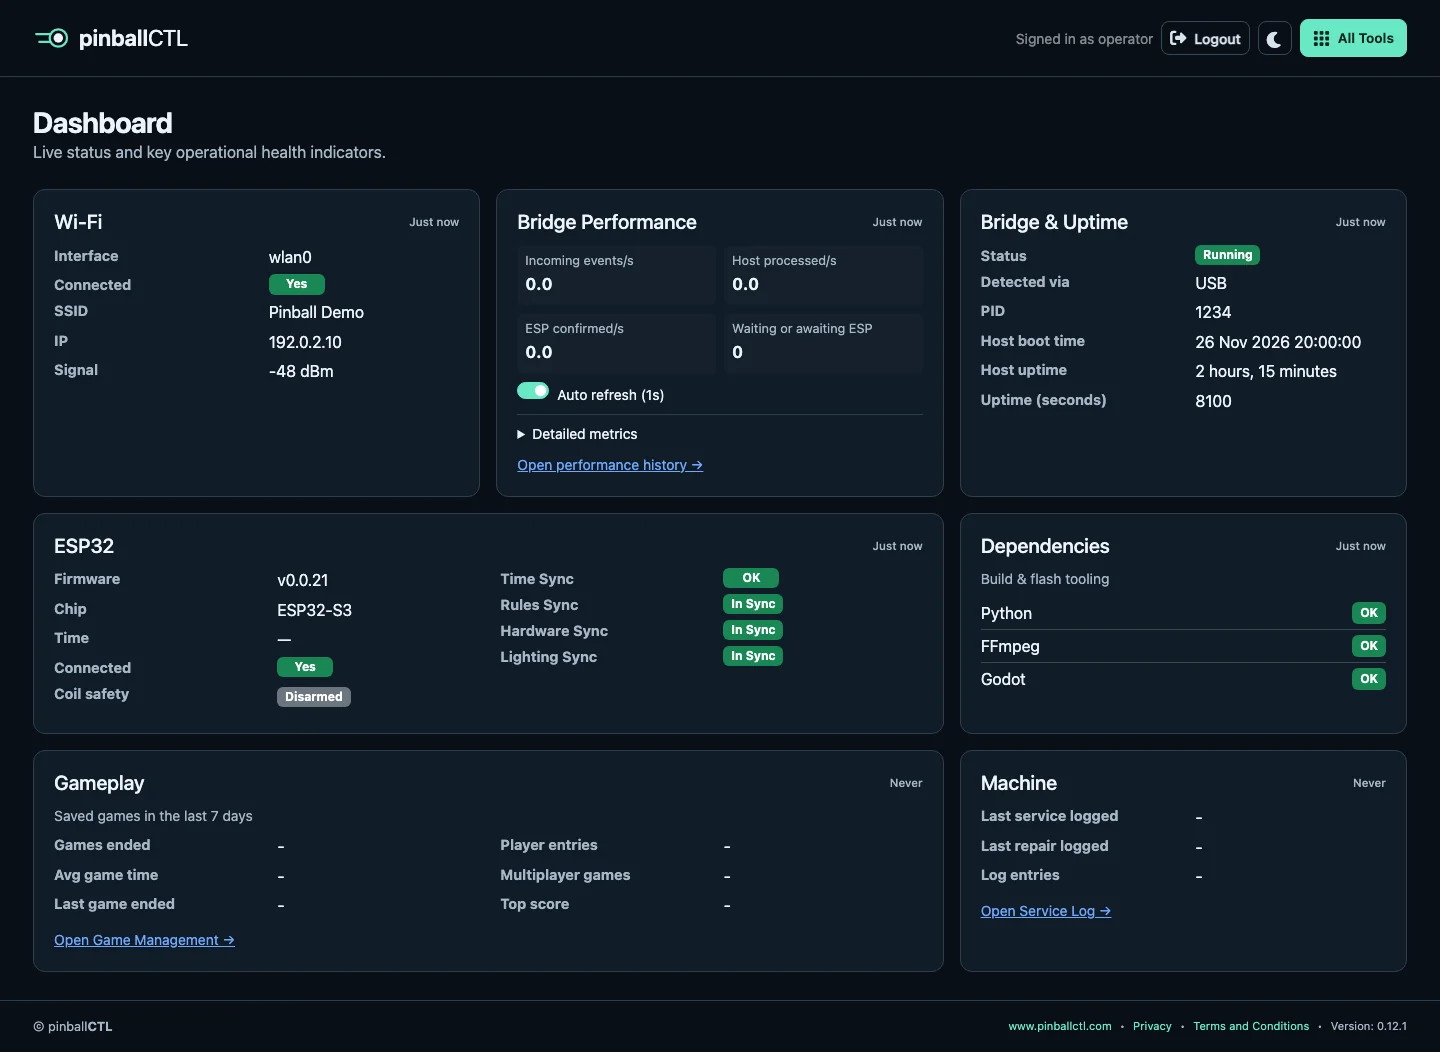 pinballCTL
Signed in as operator
Logout
All Tools
Dashboard
Live status and key operational health indicators.
Wi-Fi
Just now
Interface wlan0
Connected Yes
SSID Pinball Demo
IP 192.0.2.10
Signal -48 dBm
Bridge Performance
Just now
Incoming events/s
0.0
Host processed/s
0.0
ESP confirmed/s
0.0
Waiting or awaiting ESP
0
Auto refresh (1s)
Detailed metrics
Open performance history →
Bridge & Uptime
Just now
Status Running
Detected via USB
PID 1234
Host boot time 26 Nov 2026 20:00:00
Host uptime 2 hours, 15 minutes
Uptime (seconds) 8100
ESP32
Just now
Firmware v0.0.21
Chip ESP32-S3
Time —
Connected Yes
Coil safety Disarmed
Time Sync OK
Rules Sync In Sync
Hardware Sync In Sync
Lighting Sync In Sync
Dependencies
Just now
Build & flash tooling
Python OK
FFmpeg OK
Godot OK
Gameplay
Never
Saved games in the last 7 days
Games ended -
Avg game time -
Last game ended -
Player entries -
Multiplayer games -
Top score -
Open Game Management →
Machine
Never
Last service logged -
Last repair logged -
Log entries -
Open Service Log →
© pinballCTL
www.pinballctl.com • Privacy • Terms and Conditions • Version: 0.12.1